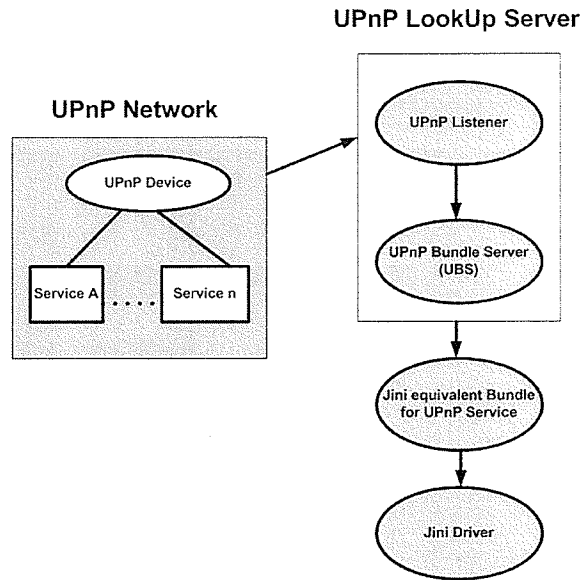 UPnP LookUp Server
UPnP Network
UPnP Listener
UPnP Device
UPnP Bundle Server
(UBS)
Service A
Service n
Jini equivalent Bundle
for UPnP Service
Jini Driver